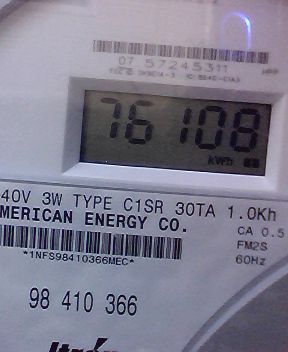 07 57245311
76108
kWh
40V 3W TYPE C1SR 30TA 1.0Kh
MERICAN ENERGY CO.
CA 0.5
FM2S
60Hz
*1NFS98410366MEC*
98 410 366
Itrón